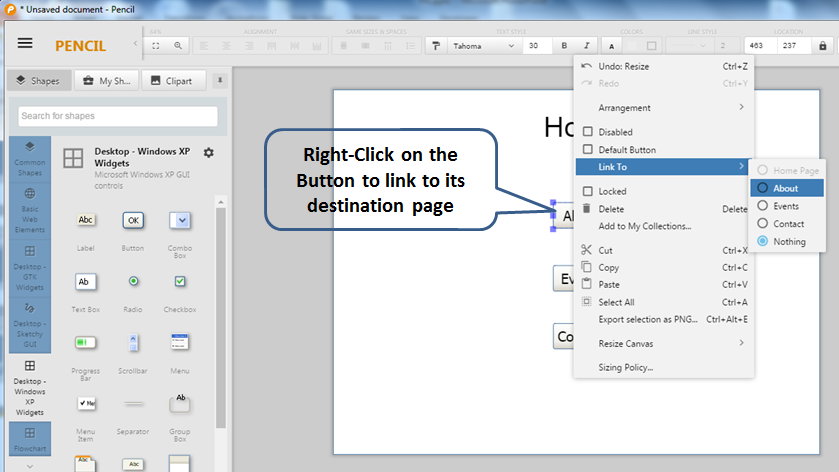 * Unsaved document - Pencil
PENCIL
64%
ALIGNMENT
SAME SIZES & SPACES
TEXT STYLE
COLORS
LINE STYLE
LOCATION
Tahoma
30
B
I
A
2
463
237
Shapes
My Sh...
Clipart
Search for shapes
Common
Shapes
Basic
Web
Elements
Desktop -
GTK
Widgets
Desktop -
Sketchy
GUI
Desktop -
Windows
XP
Widgets
Flowchart
Desktop - Windows XP
Widgets
Microsoft Windows XP GUI
controls
Abc
OK
Label
Button
Combo
Box
Ab
Text Box
Radio
Checkbox
Progress
Bar
Scrollbar
Menu
Me
Ab
Menu
Item
Separator
Group
Box
Abc
Abc
Right-Click on the
Button to link to its
destination page
Ho
Ab
Ev
Co
Undo: Resize Ctrl+Z
Redo Ctrl+Y
Arrangement
Disabled
Default Button
Link To
Locked
Delete Delete
Add to My Collections...
Cut Ctrl+X
Copy Ctrl+C
Paste Ctrl+V
Select All Ctrl+A
Export selection as PNG... Ctrl+Alt+E
Resize Canvas
Sizing Policy...
Home Page
About
Events
Contact
Nothing